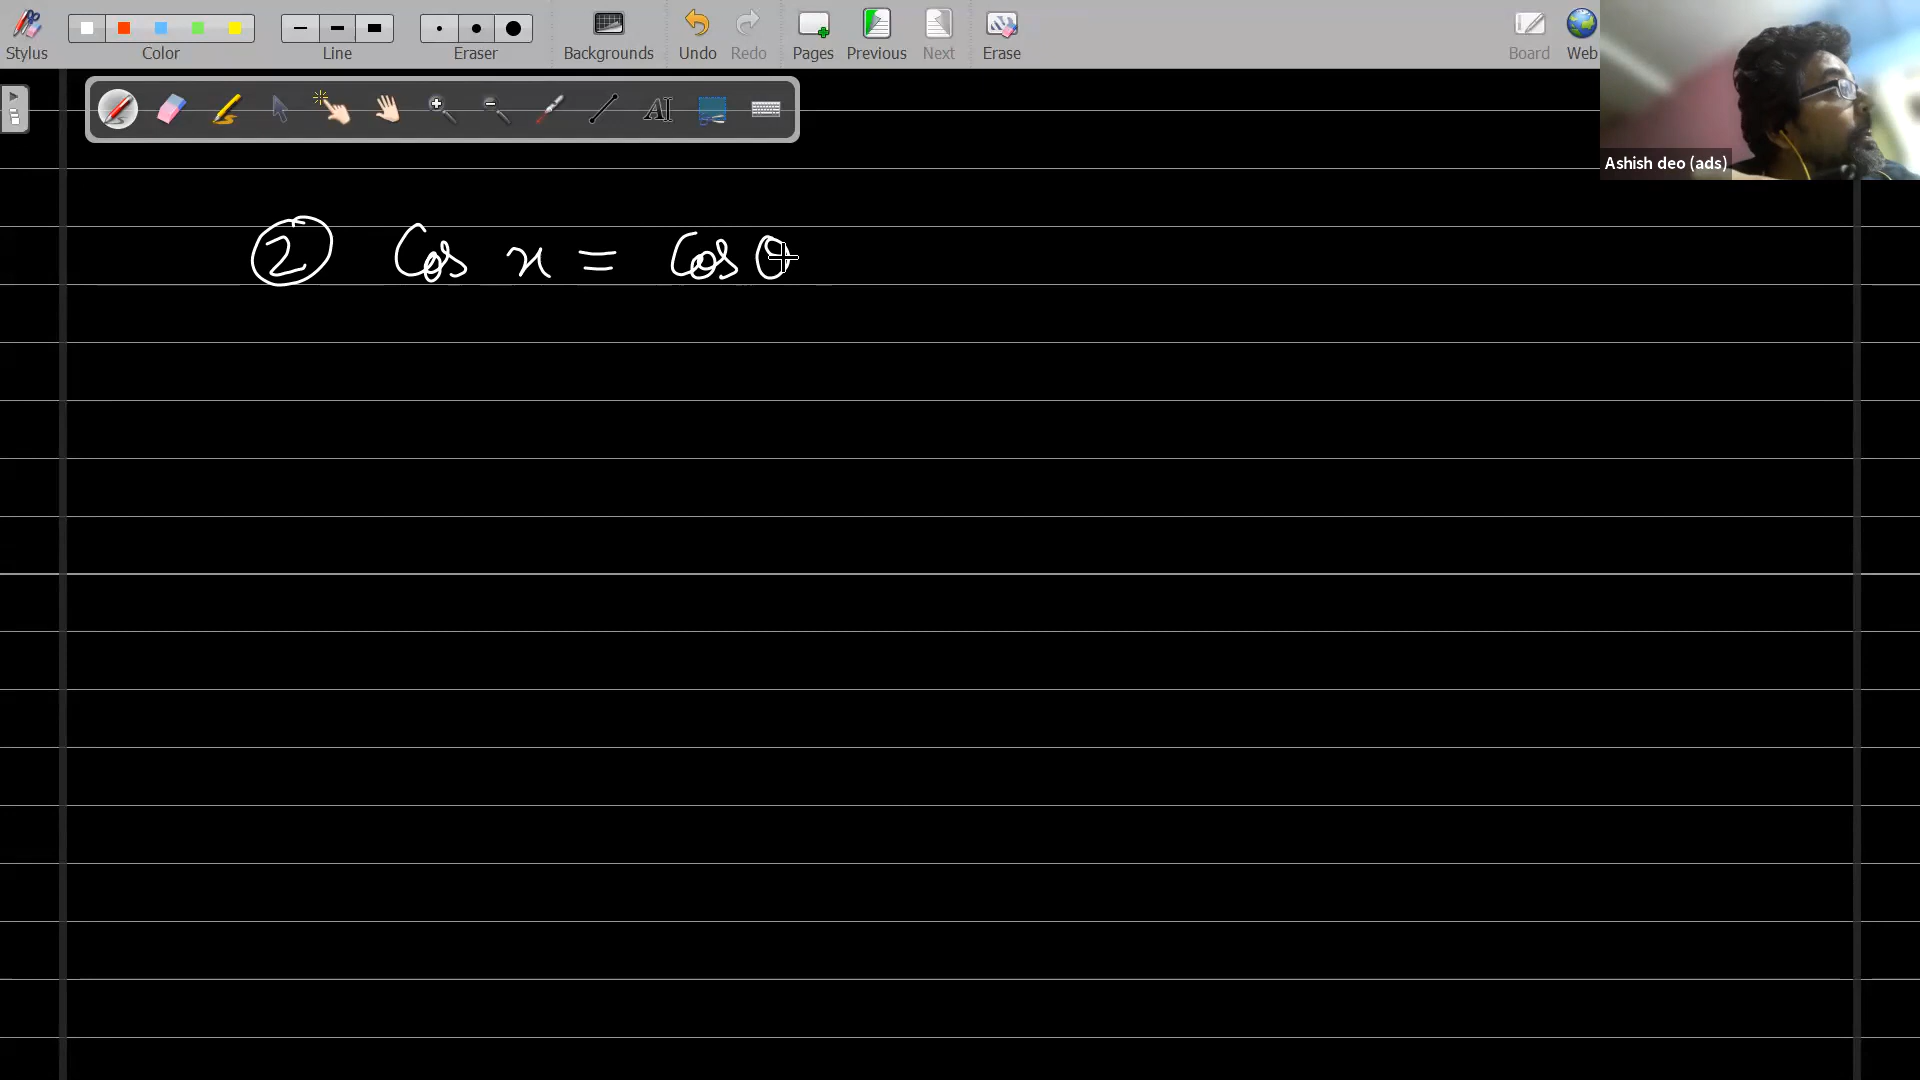 Stylus
Color
Line
Eraser
Backgrounds
Undo
Redo
Pages
Previous
Next
Erase
Board
Web
AI
Ashish deo (ads)
② Cos x = Cos θ